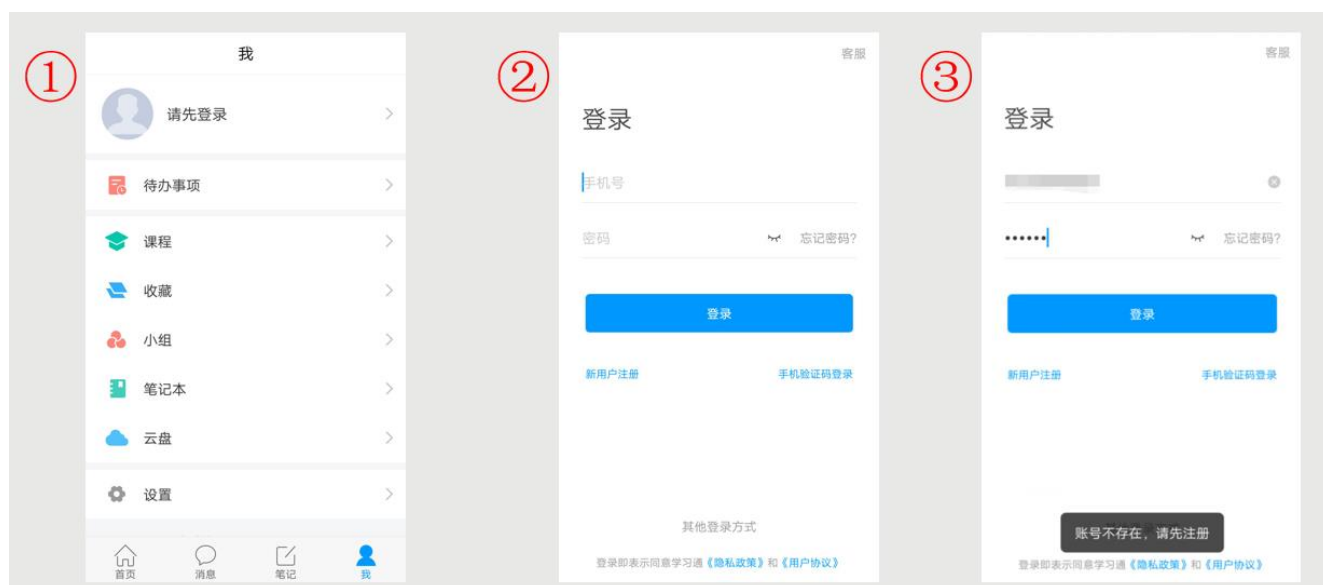 ①
我
请先登录
待办事项
课程
收藏
小组
笔记本
云盘
设置
首页
消息
笔记
我
②
客服
登录
手机号
密码
忘记密码?
登录
新用户注册
手机验证码登录
其他登录方式
登录即表示同意学习通《隐私政策》和《用户协议》
③
客服
登录
••••••
忘记密码?
登录
新用户注册
手机验证码登录
账号不存在，请先注册
登录即表示同意学习通《隐私政策》和《用户协议》